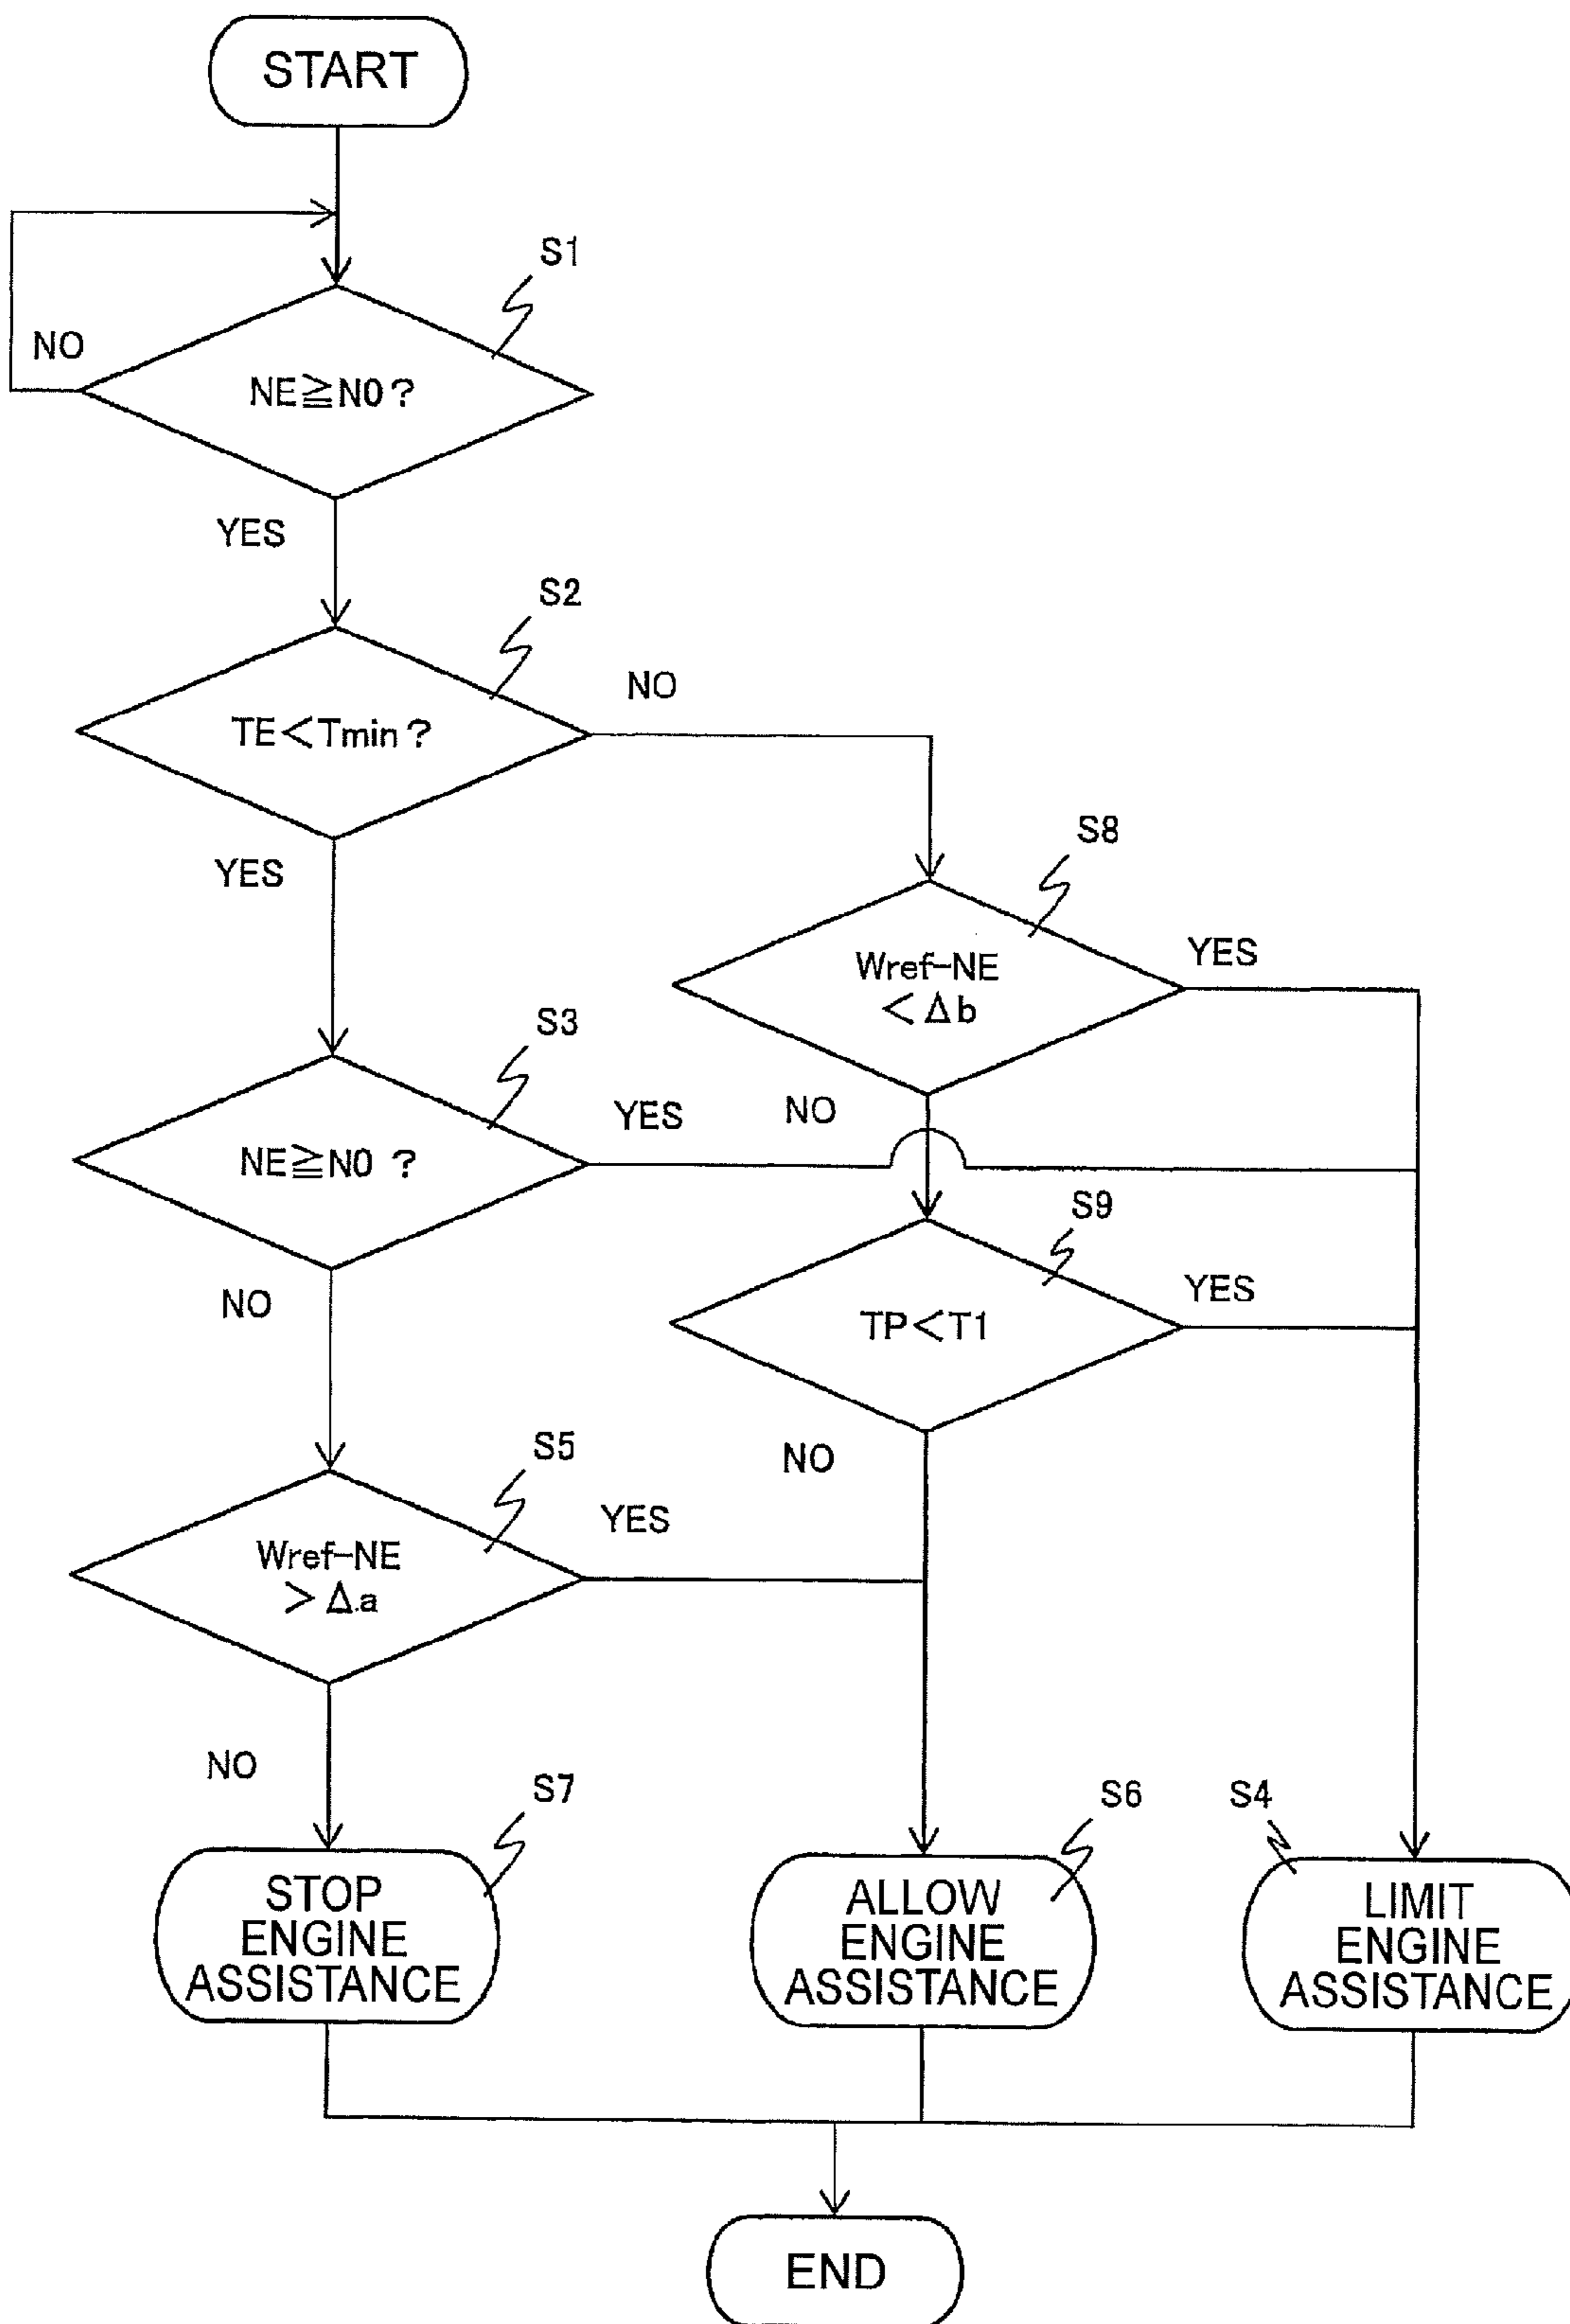 START
S1
NO
NE≧N0?
YES
S2
NO
TE<Tmin?
YES
S8
Wref-NE
<Δb
YES
S3
YES
NO
NE≧N0?
S9
NO
TP<T1
YES
S5
NO
YES
Wref-NE
>Δ.a
NO
S7
S6
S4
STOP
ENGINE
ASSISTANCE
ALLOW
ENGINE
ASSISTANCE
LIMIT
ENGINE
ASSISTANCE
END